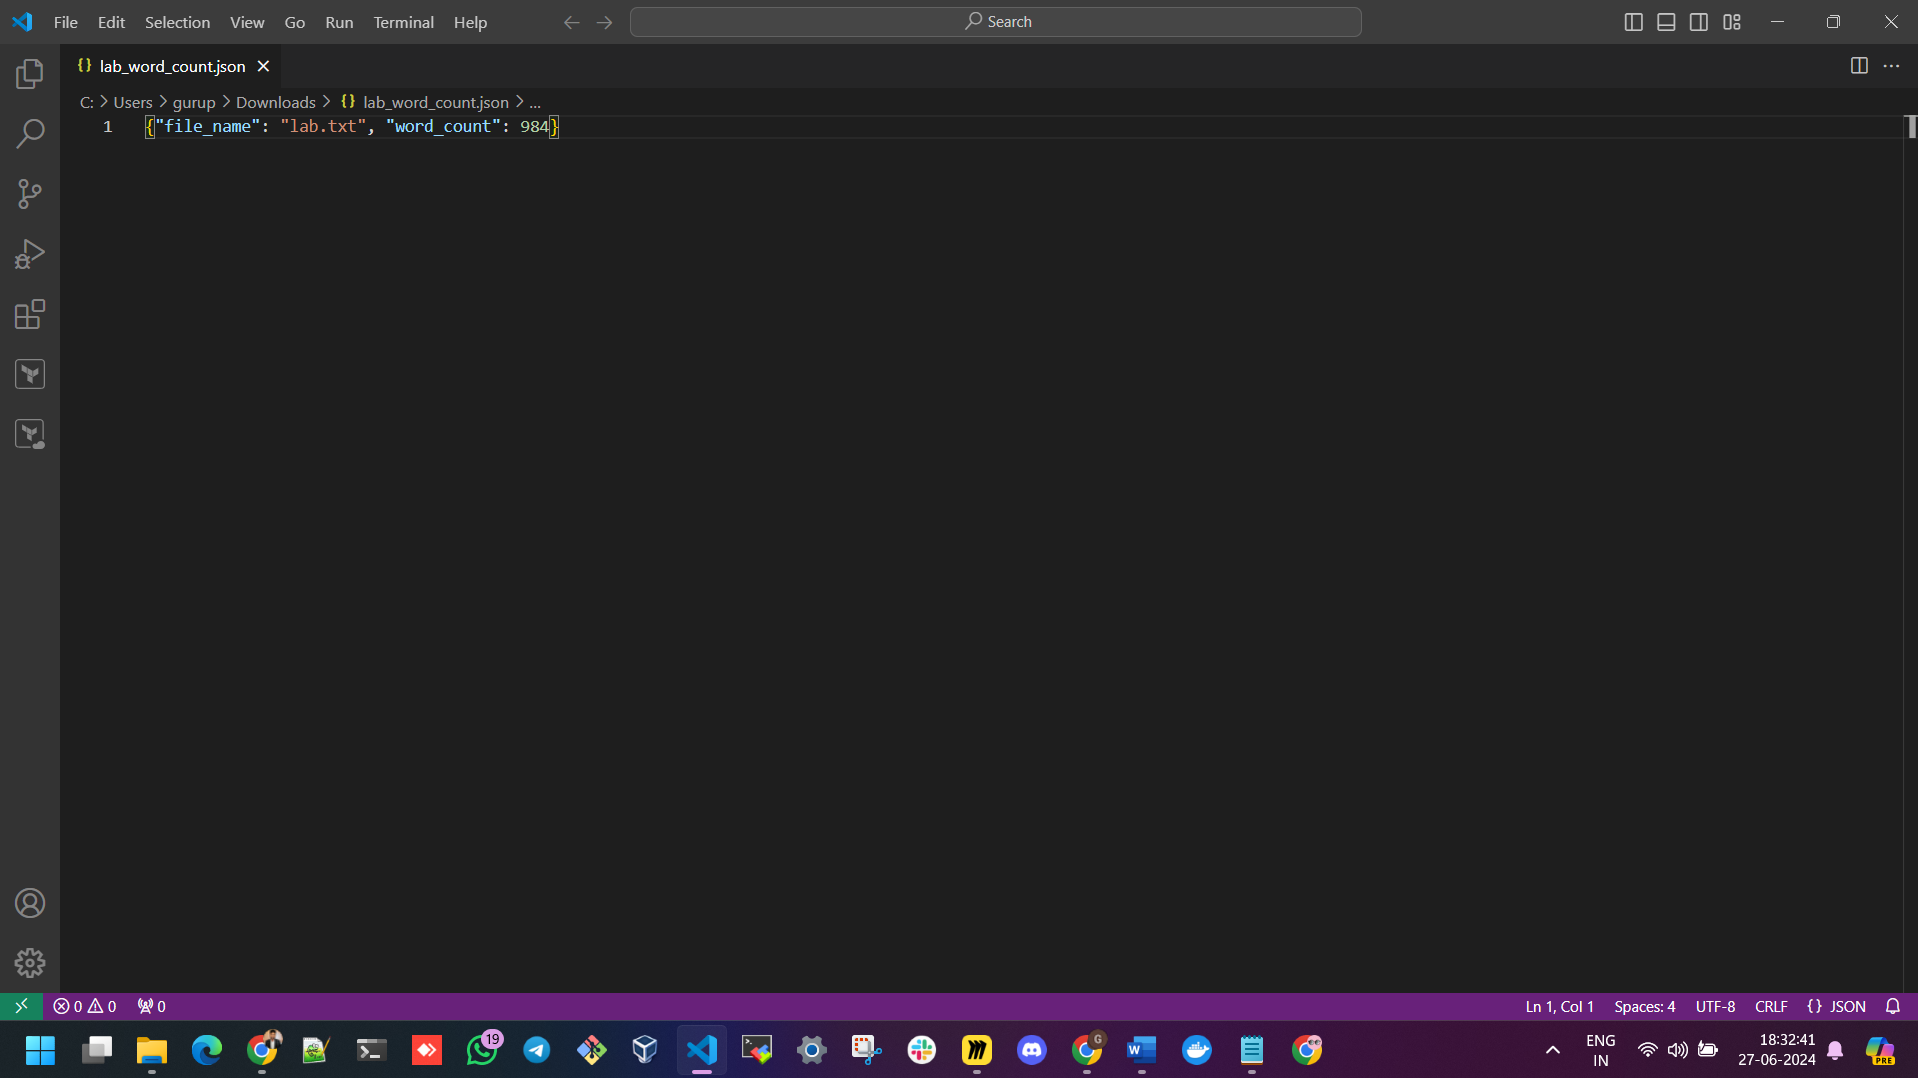 File Edit Selection View Go Run Terminal Help
Search
lab_word_count.json
C: > Users > gurup > Downloads > {} lab_word_count.json > ...
1 {"file_name": "lab.txt", "word_count": 984}
0 0 0
Ln 1, Col 1 Spaces: 4 UTF-8 CRLF {} JSON
19
G
W
ENG
IN
18:32:41
27-06-2024
PRE